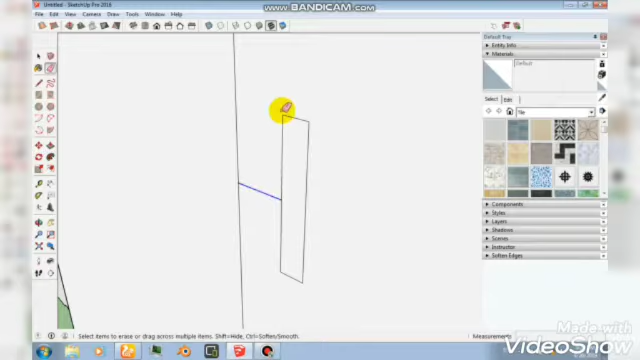 Untitled - SketchUp Pro 2016
www.BANDICAM.com
File Edit View Camera Draw Tools Window Help
Default Tray
Entity Info
Materials
Default
Select Edit
Tile
Components
Styles
Layers
Shadows
Scenes
Instructor
Soften Edges
Select items to erase or drag across multiple items. Shift=Hide, Ctrl=Soften/Smooth.
Measurements
Made with
VideoShow